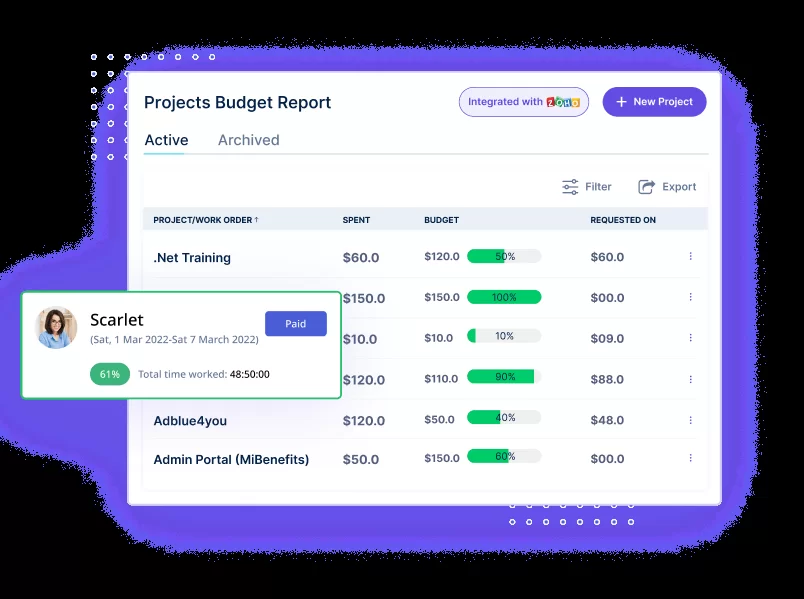 Projects Budget Report
Integrated with ZOHO
+ New Project
Active Archived
Filter Export
PROJECT/WORK ORDER ↑ SPENT BUDGET REQUESTED ON
.Net Training $60.0 $120.0 50% $60.0
$150.0 $150.0 100% $00.0
$10.0 $10.0 10% $09.0
$120.0 $110.0 90% $88.0
Scarlet
(Sat, 1 Mar 2022-Sat 7 March 2022)
Paid
61% Total time worked: 48:50:00
Adblue4you $120.0 $50.0 40% $48.0
Admin Portal (MiBenefits) $50.0 $150.0 60% $00.0